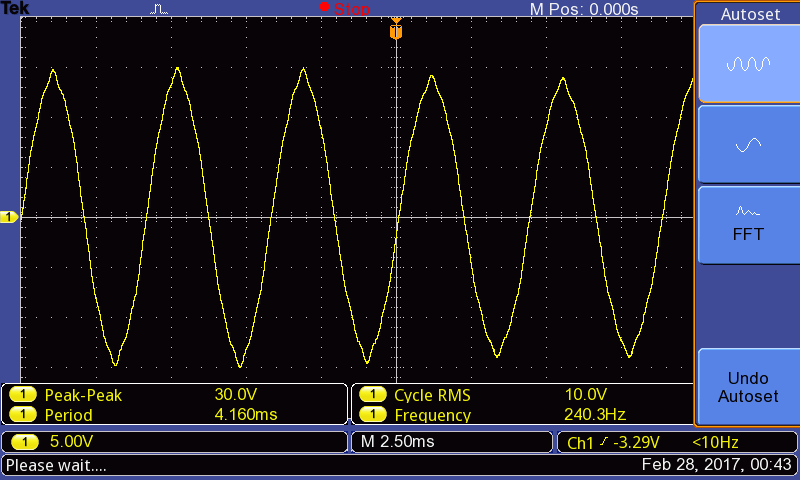 Tek Stop M Pos: 0.000s
Autoset
T
1
FFT
Undo
Autoset
1 Peak-Peak 30.0V 1 Cycle RMS 10.0V
1 Period 4.160ms 1 Frequency 240.3Hz
1 5.00V M 2.50ms Ch1 -3.29V <10Hz
Please wait.... Feb 28, 2017, 00:43